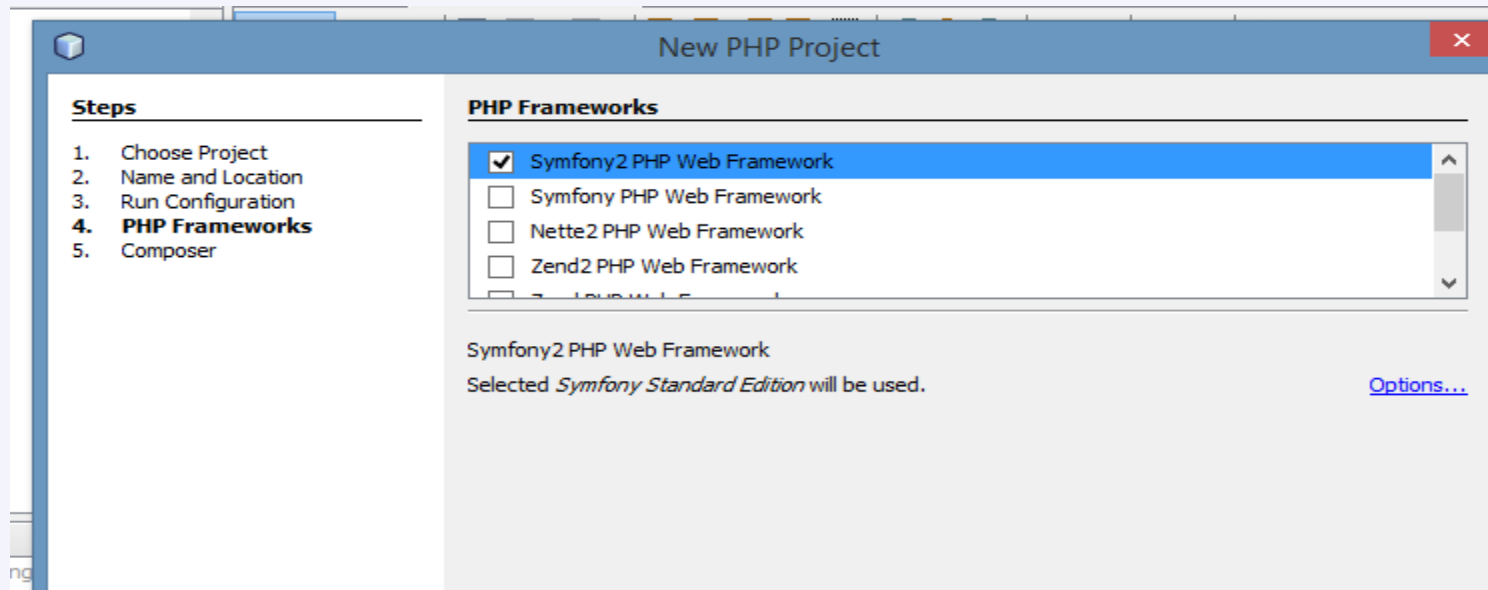 New PHP Project
Steps
1. Choose Project
2. Name and Location
3. Run Configuration
4. PHP Frameworks
5. Composer
PHP Frameworks
Symfony2 PHP Web Framework
Symfony PHP Web Framework
Nette2 PHP Web Framework
Zend2 PHP Web Framework
Symfony2 PHP Web Framework
Selected Symfony Standard Edition will be used.
Options...
ng